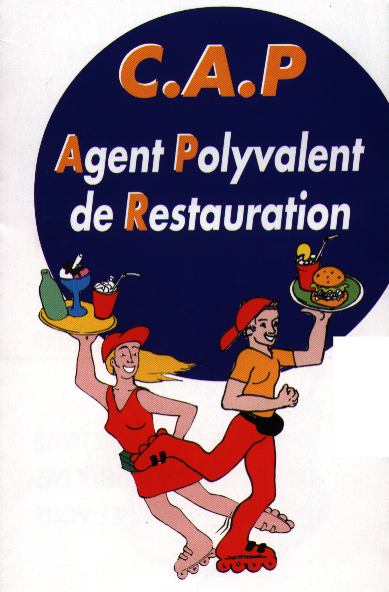 C.A.P
Agent Polyvalent
de Restauration